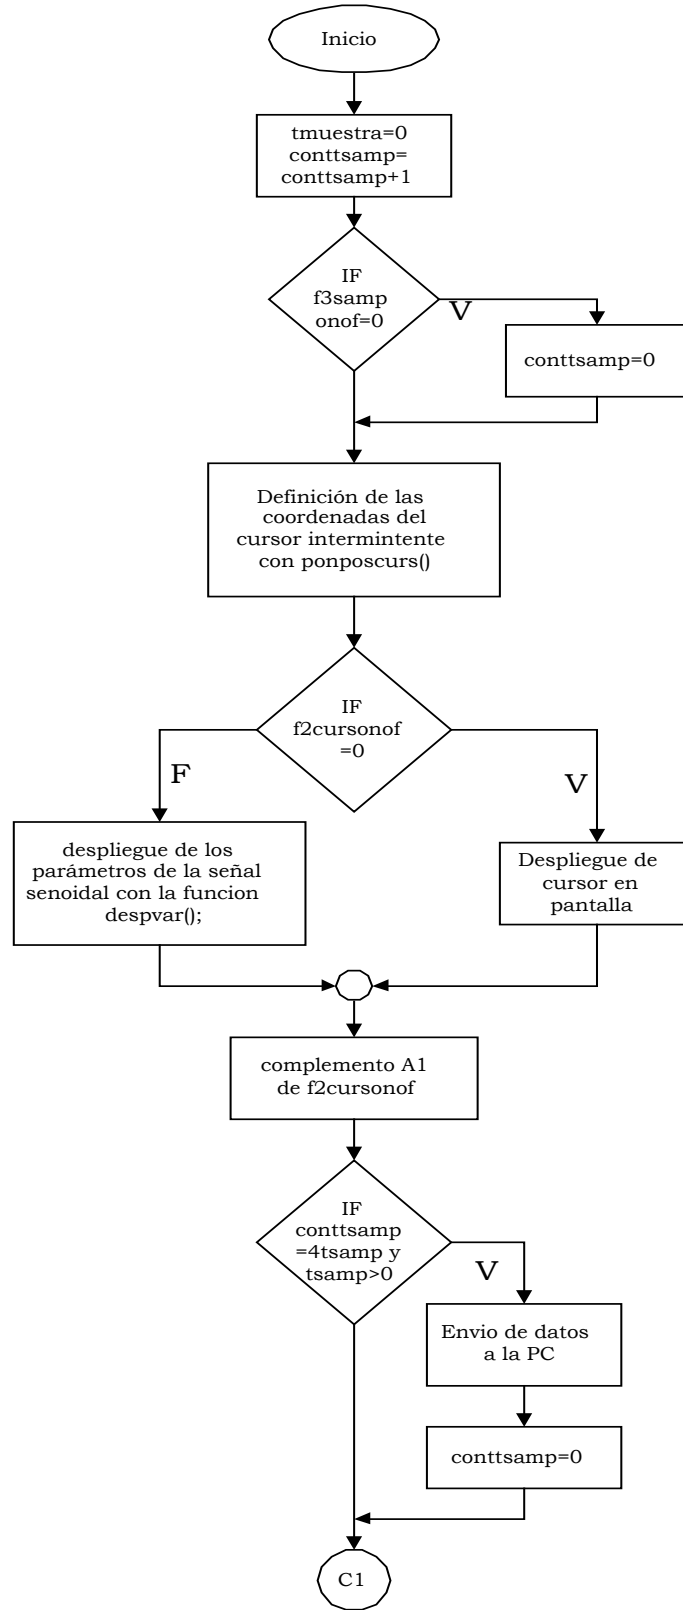 Inicio
tmuestra=0
conttsamp=
conttsamp+1
IF
f3samp
onof=0
V
conttsamp=0
Definición de las
coordenadas del
cursor intermintente
con ponposcurs()
IF
f2cursonof
=0
F
V
despliegue de los
parámetros de la señal
senoidal con la funcion
despvar();
Despliegue de
cursor en
pantalla
complemento A1
de f2cursonof
IF
conttsamp
=4tsamp y
tsamp>0
V
Envio de datos
a la PC
conttsamp=0
C1